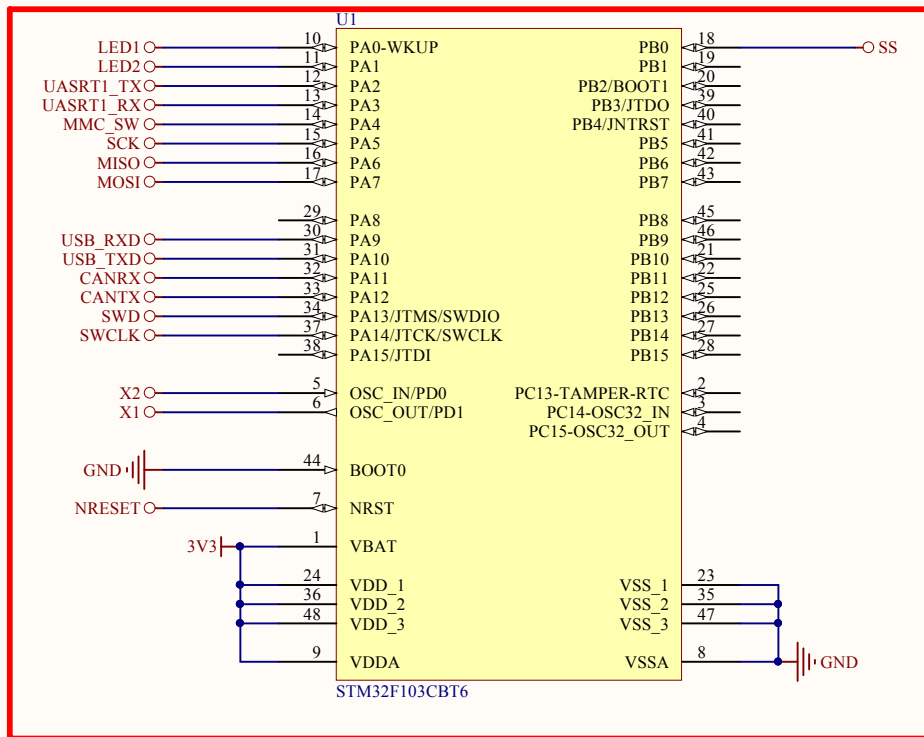 U1
LED1 10 PA0-WKUP PB0 18 SS
LED2 11 PA1 PB1 19
UASRT1_TX 12 PA2 PB2/BOOT1 20
UASRT1_RX 13 PA3 PB3/JTDO 39
MMC_SW 14 PA4 PB4/JNTRST 40
SCK 15 PA5 PB5 41
MISO 16 PA6 PB6 42
MOSI 17 PA7 PB7 43
29 PA8 PB8 45
USB_RXD 30 PA9 PB9 46
USB_TXD 31 PA10 PB10 21
CANRX 32 PA11 PB11 22
CANTX 33 PA12 PB12 25
SWD 34 PA13/JTMS/SWDIO PB13 26
SWCLK 37 PA14/JTCK/SWCLK PB14 27
38 PA15/JTDI PB15 28
X2 5 OSC_IN/PD0 PC13-TAMPER-RTC 2
X1 6 OSC_OUT/PD1 PC14-OSC32_IN 3
PC15-OSC32_OUT 4
GND 44 BOOT0
NRESET 7 NRST
3V3 1 VBAT
24 VDD_1 VSS_1 23
36 VDD_2 VSS_2 35
48 VDD_3 VSS_3 47
9 VDDA VSSA 8 GND
STM32F103CBT6